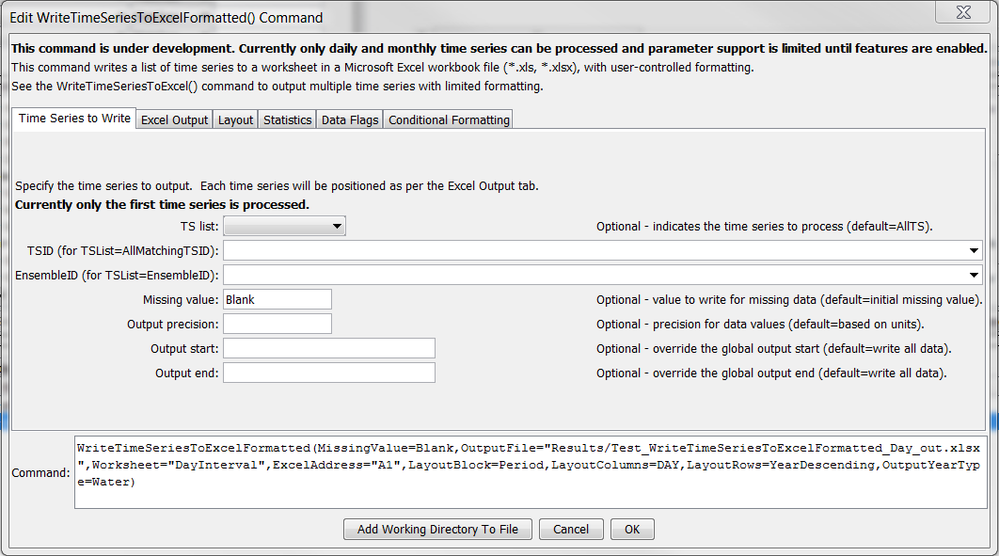 Edit WriteTimeSeriesToExcelFormatted() Command
This command is under development. Currently only daily and monthly time series can be processed and parameter support is limited until features are enabled.
This command writes a list of time series to a worksheet in a Microsoft Excel workbook file (*.xls, *.xlsx), with user-controlled formatting.
See the WriteTimeSeriesToExcel() command to output multiple time series with limited formatting.
Time Series to Write Excel Output Layout Statistics Data Flags Conditional Formatting
Specify the time series to output. Each time series will be positioned as per the Excel Output tab.
Currently only the first time series is processed.
TS list: Optional - indicates the time series to process (default=AllTS).
TSID (for TSList=AllMatchingTSID):
EnsembleID (for TSList=EnsembleID):
Missing value: Blank Optional - value to write for missing data (default=initial missing value).
Output precision: Optional - precision for data values (default=based on units).
Output start: Optional - override the global output start (default=write all data).
Output end: Optional - override the global output end (default=write all data).
WriteTimeSeriesToExcelFormatted(MissingValue=Blank,OutputFile="Results/Test_WriteTimeSeriesToExcelFormatted_Day_out.xlsx
Command: ",Worksheet="DayInterval",ExcelAddress="A1",LayoutBlock=Period,LayoutColumns=DAY,LayoutRows=YearDescending,OutputYearTyp
e=Water)
Add Working Directory To File Cancel OK